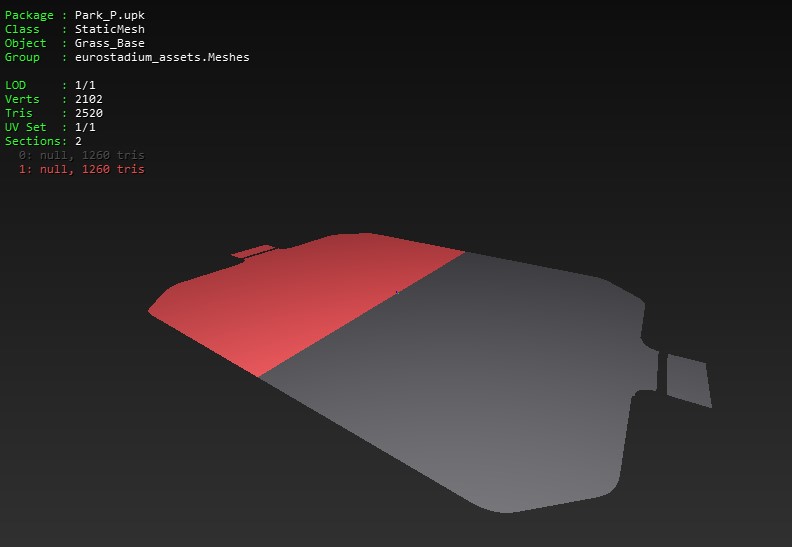 Package : Park_P.upk
Class : StaticMesh
Object : Grass_Base
Group : eurostadium_assets.Meshes
LOD : 1/1
Verts : 2102
Tris : 2520
UV Set : 1/1
Sections: 2
0: null, 1260 tris
1: null, 1260 tris